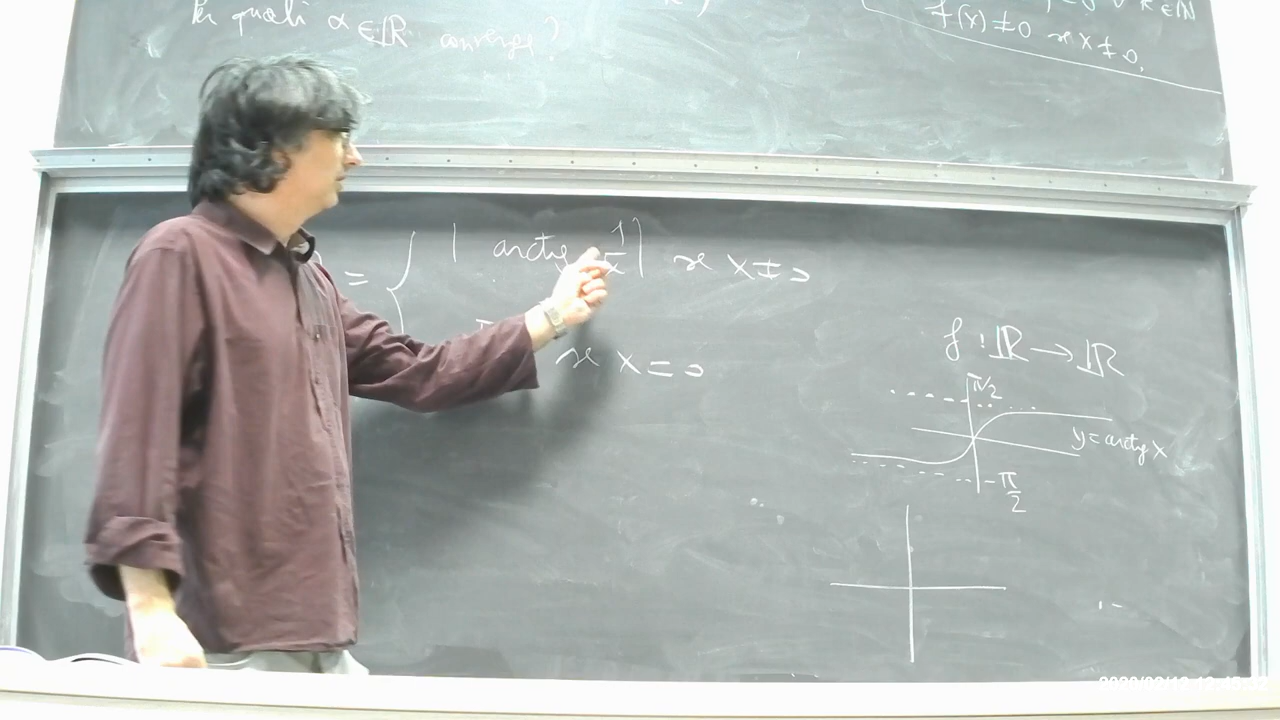 Per quali α ∈ ℝ converge?
f(x) ≠ 0 se x ≠ 0.
= { | arctg 1/x | se x ≠ 0
se x = 0
f : ℝ → ℝ
π/2
y = arctg x
-π/2